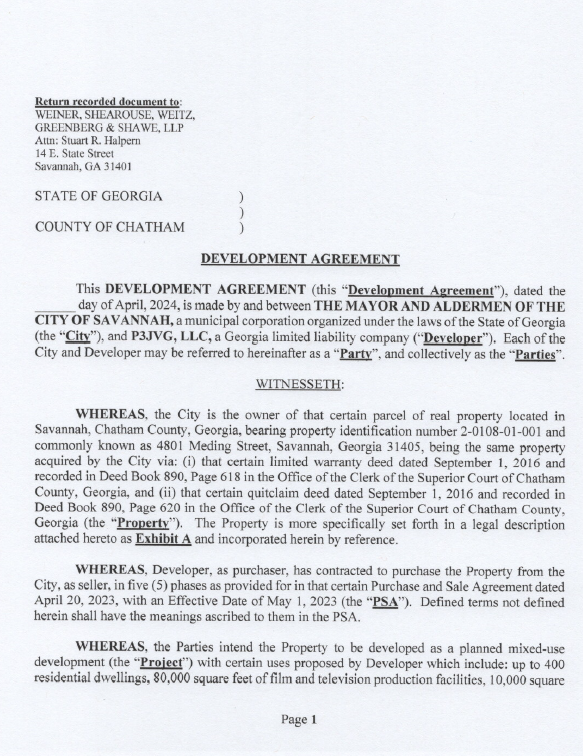 Return recorded document to:
WEINER, SHEAROUSE, WEITZ,
GREENBERG & SHAWE, LLP
Attn: Stuart R. Halpern
14 E. State Street
Savannah, GA 31401
STATE OF GEORGIA )
)
COUNTY OF CHATHAM )
DEVELOPMENT AGREEMENT
This DEVELOPMENT AGREEMENT (this “Development Agreement”), dated the
______ day of April, 2024, is made by and between THE MAYOR AND ALDERMEN OF THE
CITY OF SAVANNAH, a municipal corporation organized under the laws of the State of Georgia
(the “City”), and P3JVG, LLC, a Georgia limited liability company (“Developer”). Each of the
City and Developer may be referred to hereinafter as a “Party”, and collectively as the “Parties”.
WITNESSETH:
WHEREAS, the City is the owner of that certain parcel of real property located in
Savannah, Chatham County, Georgia, bearing property identification number 2-0108-01-001 and
commonly known as 4801 Meding Street, Savannah, Georgia 31405, being the same property
acquired by the City via: (i) that certain limited warranty deed dated September 1, 2016 and
recorded in Deed Book 890, Page 618 in the Office of the Clerk of the Superior Court of Chatham
County, Georgia, and (ii) that certain quitclaim deed dated September 1, 2016 and recorded in
Deed Book 890, Page 620 in the Office of the Clerk of the Superior Court of Chatham County,
Georgia (the “Property”). The Property is more specifically set forth in a legal description
attached hereto as Exhibit A and incorporated herein by reference.
WHEREAS, Developer, as purchaser, has contracted to purchase the Property from the
City, as seller, in five (5) phases as provided for in that certain Purchase and Sale Agreement dated
April 20, 2023, with an Effective Date of May 1, 2023 (the “PSA”). Defined terms not defined
herein shall have the meanings ascribed to them in the PSA.
WHEREAS, the Parties intend the Property to be developed as a planned mixed-use
development (the “Project”) with certain uses proposed by Developer which include: up to 400
residential dwellings, 80,000 square feet of film and television production facilities, 10,000 square
Page 1